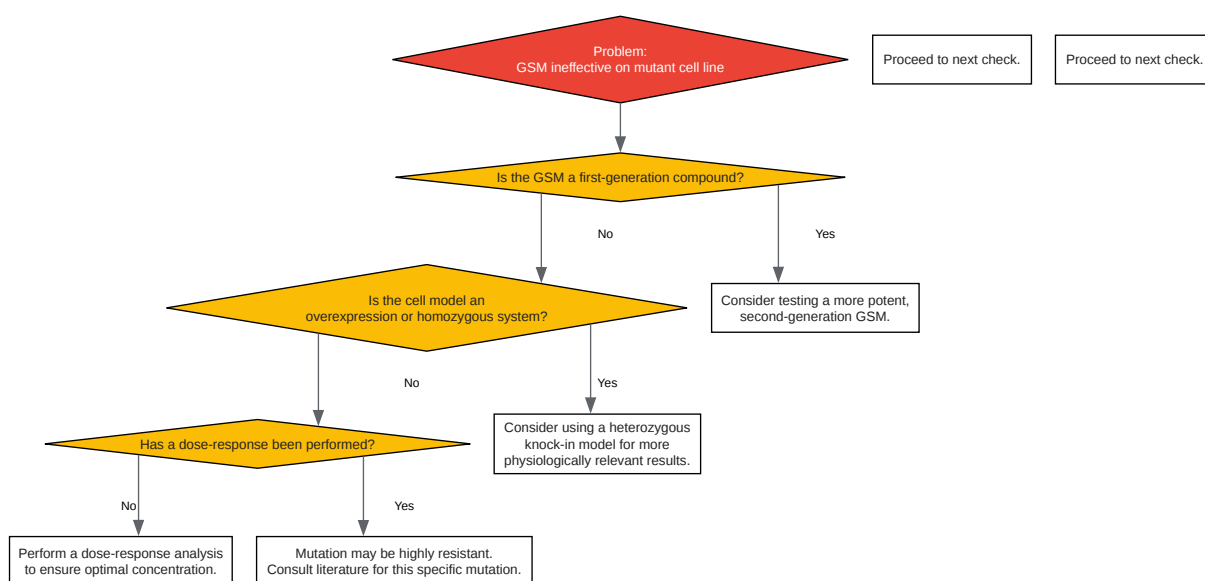 Problem:
GSM ineffective on mutant cell line
Proceed to next check.
Proceed to next check.
Is the GSM a first-generation compound?
No
Yes
Is the cell model an
overexpression or homozygous system?
Consider testing a more potent,
second-generation GSM.
No
Yes
Has a dose-response been performed?
Consider using a heterozygous
knock-in model for more
physiologically relevant results.
No
Yes
Perform a dose-response analysis
to ensure optimal concentration.
Mutation may be highly resistant.
Consult literature for this specific mutation.